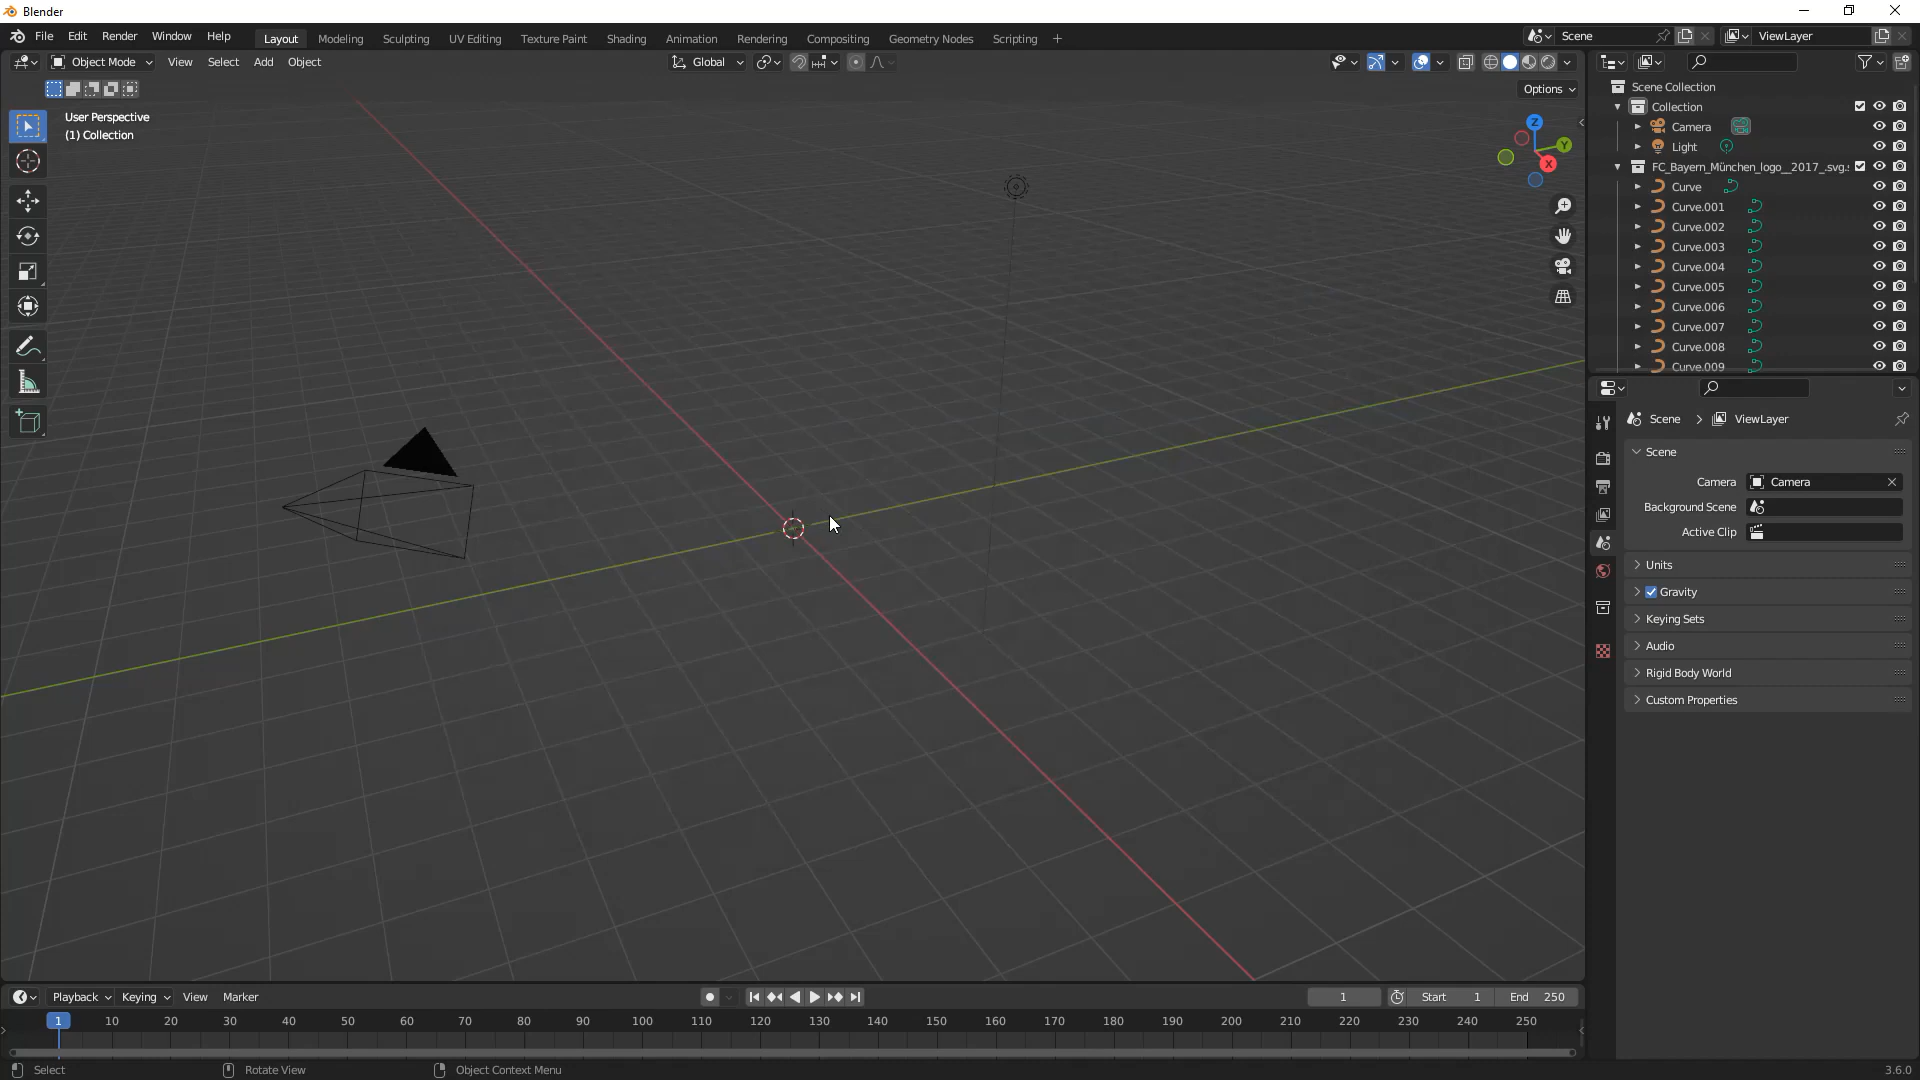 Blender
File Edit Render Window Help Layout Modeling Sculpting UV Editing Texture Paint Shading Animation Rendering Compositing Geometry Nodes Scripting + Scene ViewLayer
Object Mode View Select Add Object Global
Options
User Perspective
(1) Collection
Z
Y
X
Scene Collection
Collection
Camera
Light
FC_Bayern_München_logo__2017_.svg.
Curve
Curve.001
Curve.002
Curve.003
Curve.004
Curve.005
Curve.006
Curve.007
Curve.008
Curve.009
Scene > ViewLayer
Scene
Camera Camera
Background Scene
Active Clip
Units
Gravity
Keying Sets
Audio
Rigid Body World
Custom Properties
Playback Keying View Marker 1 Start 1 End 250
1 10 20 30 40 50 60 70 80 90 100 110 120 130 140 150 160 170 180 190 200 210 220 230 240 250
Select Rotate View Object Context Menu 3.6.0